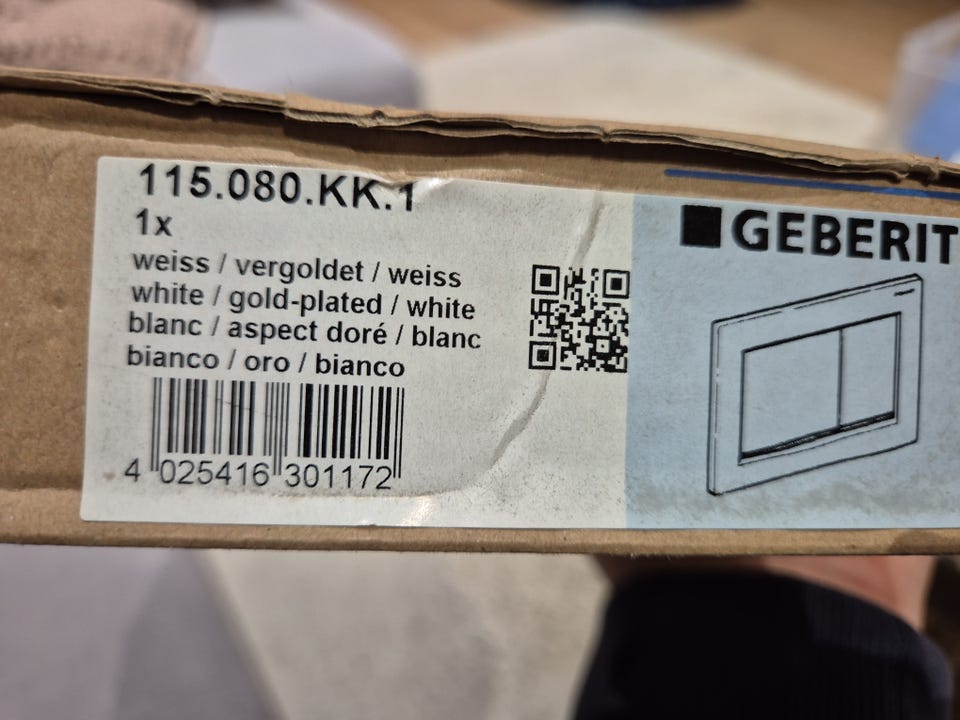 115.080.KK.1
1x
weiss / vergoldet / weiss
white / gold-plated / white
blanc / aspect doré / blanc
bianco / oro / bianco
4 025416 301172
GEBERIT